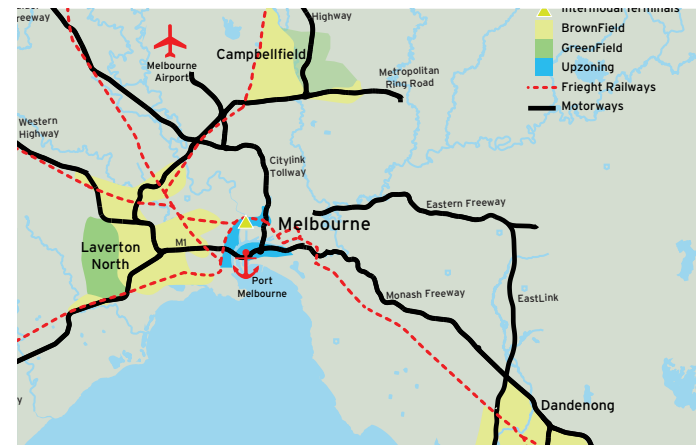 Highway
Intermodal Terminals
BrownField
GreenField
Upzoning
Frieght Railways
Motorways
Freeway
Melbourne
Airport
Campbellfield
Metropolitan
Ring Road
Western
Highway
Citylink
Tollway
Eastern Freeway
Melbourne
M1
Laverton
North
Port
Melbourne
Monash Freeway
EastLink
Dandenong